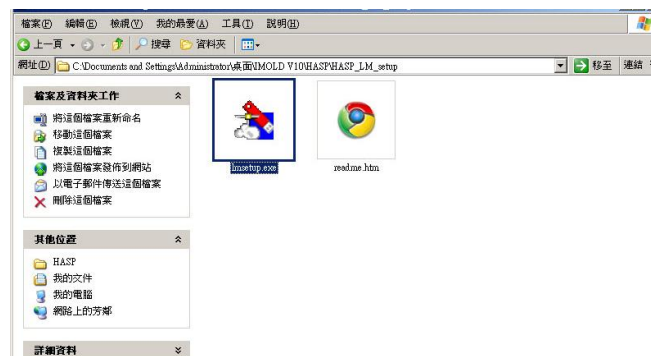 檔案(F) 編輯(E) 檢視(V) 我的最愛(A) 工具(T) 說明(H)
上一頁 搜尋 資料夾
網址(D) C:\Documents and Settings\Administrator\桌面\IMOLD V10\HASP\HASP_LM_setup 移至 連結
檔案及資料夾工作
將這個檔案重新命名
移動這個檔案
複製這個檔案
將這個檔案發佈到網站
以電子郵件傳送這個檔案
刪除這個檔案
lmsetup.exe
readme.htm
其他位置
HASP
我的文件
我的電腦
網路上的芳鄰
詳細資料